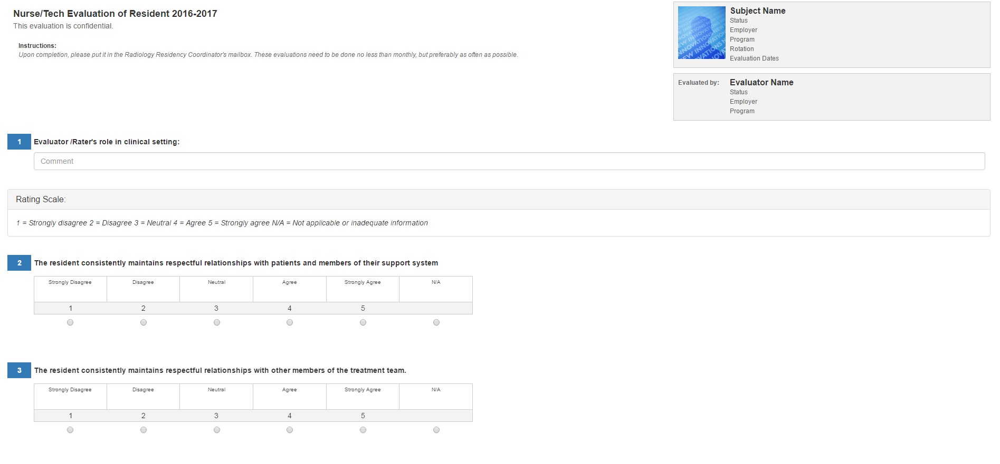 Nurse/Tech Evaluation of Resident 2016-2017
This evaluation is confidential.
Instructions:
Upon completion, please put it in the Radiology Residency Coordinator's mailbox. These evaluations need to be done no less than monthly, but preferably as often as possible.
Subject Name
Status
Employer
Program
Rotation
Evaluation Dates
Evaluated by: Evaluator Name
Status
Employer
Program
1 Evaluator /Rater's role in clinical setting:
Comment
Rating Scale:
1 = Strongly disagree 2 = Disagree 3 = Neutral 4 = Agree 5 = Strongly agree N/A = Not applicable or inadequate information
2 The resident consistently maintains respectful relationships with patients and members of their support system
Strongly Disagree Disagree Neutral Agree Strongly Agree N/A
1 2 3 4 5
3 The resident consistently maintains respectful relationships with other members of the treatment team.
Strongly Disagree Disagree Neutral Agree Strongly Agree N/A
1 2 3 4 5